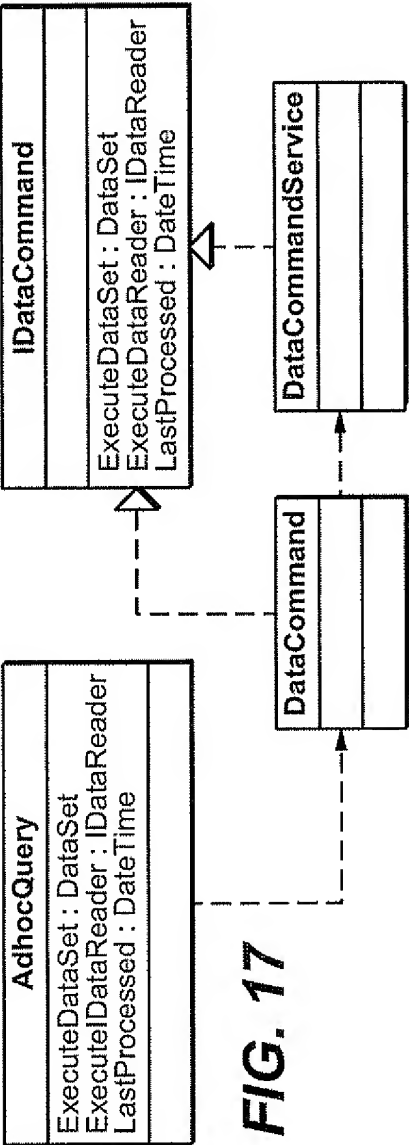 AdhocQuery
ExecuteDataSet : DataSet
ExecuteIDataReader : IDataReader
LastProcessed : DateTime
IDataCommand
ExecuteDataSet : DataSet
ExecuteDataReader : IDataReader
LastProcessed : DateTime
DataCommand
DataCommandService
FIG. 17